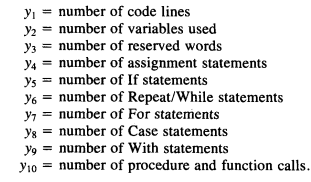 y₁ = number of code lines
y₂ = number of variables used
y₃ = number of reserved words
y₄ = number of assignment statements
y₅ = number of If statements
y₆ = number of Repeat/While statements
y₇ = number of For statements
y₈ = number of Case statements
y₉ = number of With statements
y₁₀ = number of procedure and function calls.